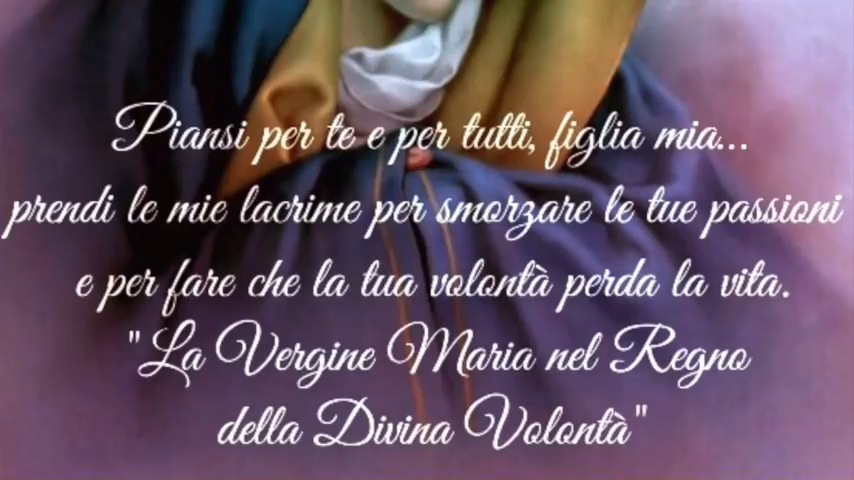 Piansi per te e per tutti, figlia mia...
prendi le mie lacrime per smorzare le tue passioni
e per fare che la tua volontà perda la vita.
"La Vergine Maria nel Regno
della Divina Volontà"